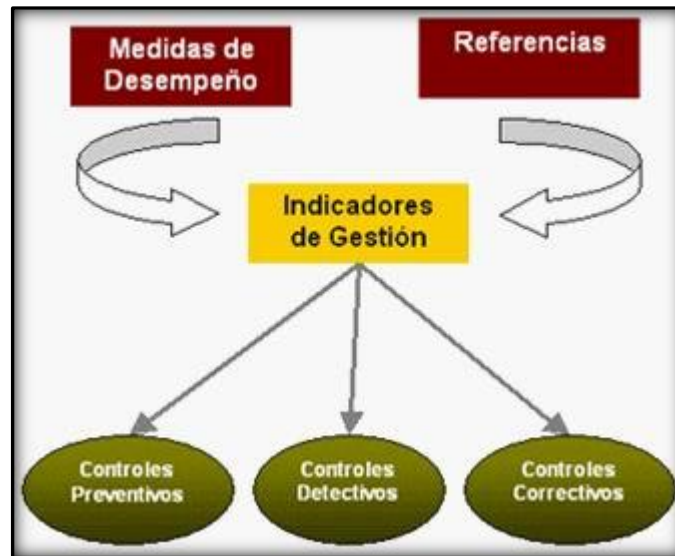 Medidas de
Desempeño
Referencias
Indicadores
de Gestión
Controles
Preventivos
Controles
Detectivos
Controles
Correctivos